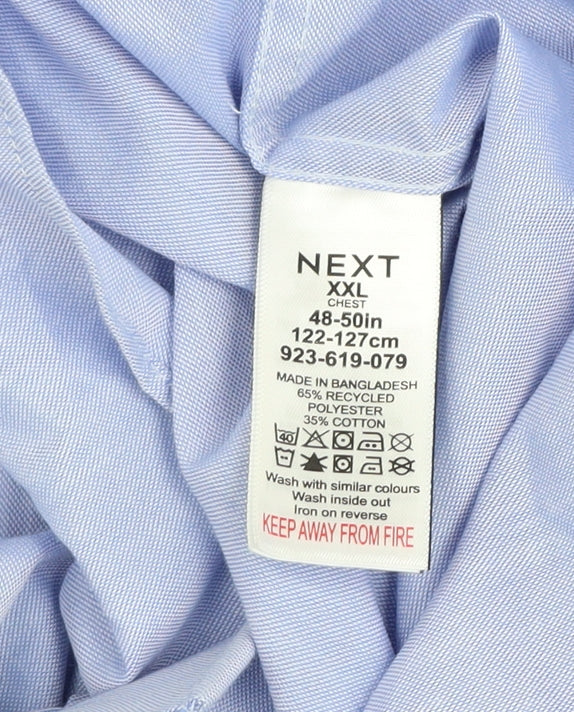 NEXT
XXL
CHEST
48-50in
122-127cm
923-619-079
MADE IN BANGLADESH
65% RECYCLED
POLYESTER
35% COTTON
40
Wash with similar colours
Wash inside out
Iron on reverse
KEEP AWAY FROM FIRE